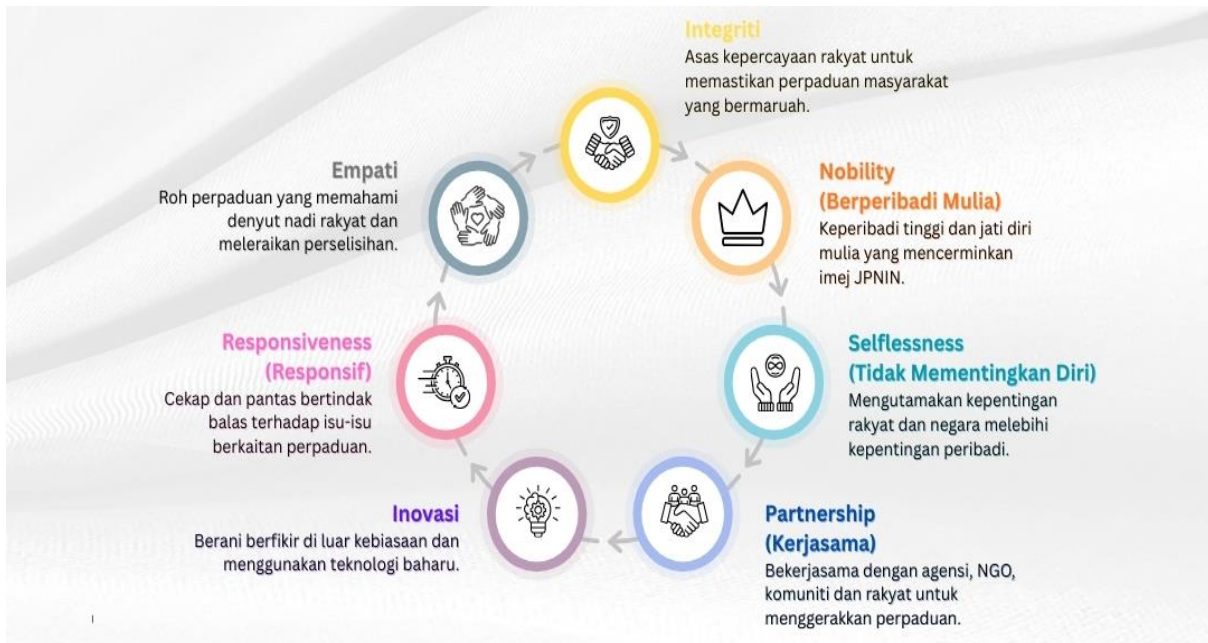 Integriti
Asas kepercayaan rakyat untuk
memastikan perpaduan masyarakat
yang bermaruah.
Nobility
(Berperibadi Mulia)
Keperibadi tinggi dan jati diri
mulia yang mencerminkan
imej JPNIN.
Selflessness
(Tidak Mementingkan Diri)
Mengutamakan kepentingan
rakyat dan negara melebihi
kepentingan peribadi.
Partnership
(Kerjasama)
Bekerjasama dengan agensi, NGO,
komuniti dan rakyat untuk
menggerakkan perpaduan.
Inovasi
Berani berfikir di luar kebiasaan dan
menggunakan teknologi baharu.
Responsiveness
(Responsif)
Cekap dan pantas bertindak
balas terhadap isu-isu
berkaitan perpaduan.
Empati
Roh perpaduan yang memahami
denyut nadi rakyat dan
meleraikan perselisihan.